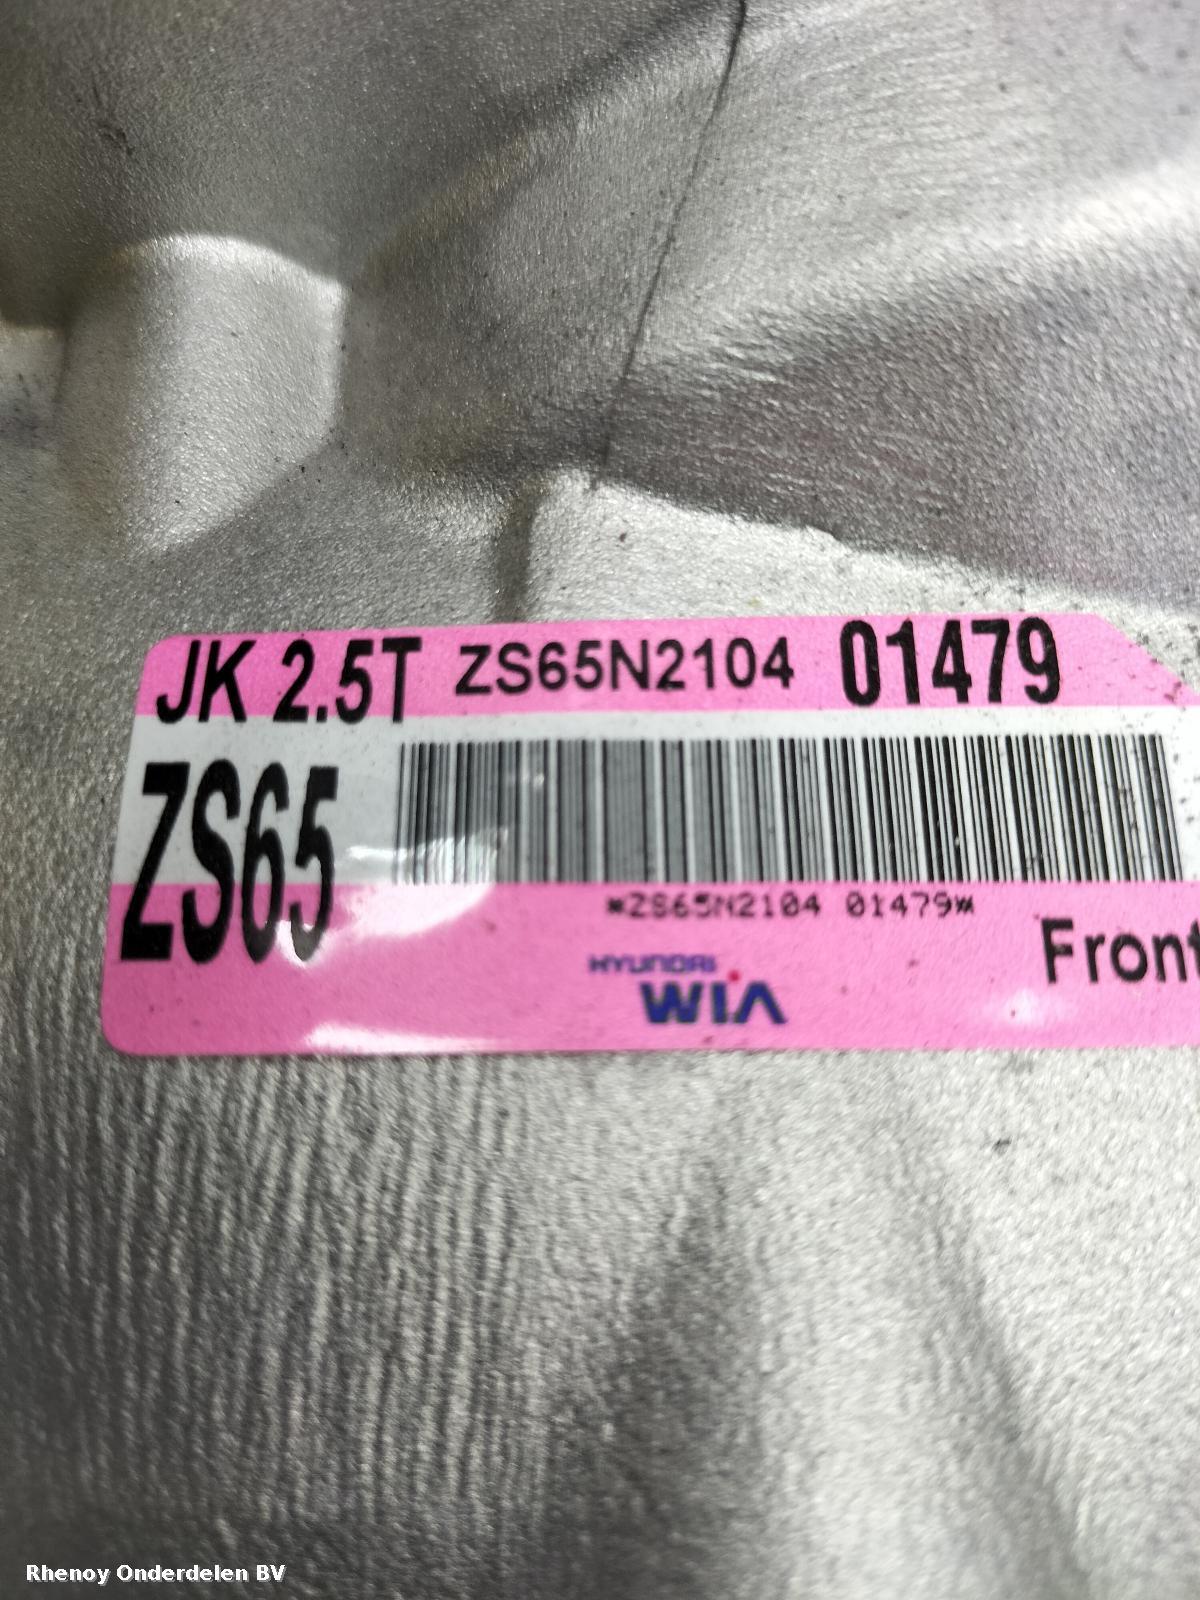 JK 2.5T ZS65N2104 01479
ZS65
*ZS65N2104 01479*
Front
HYUNDAI
WIA
Rhenoy Onderdelen BV